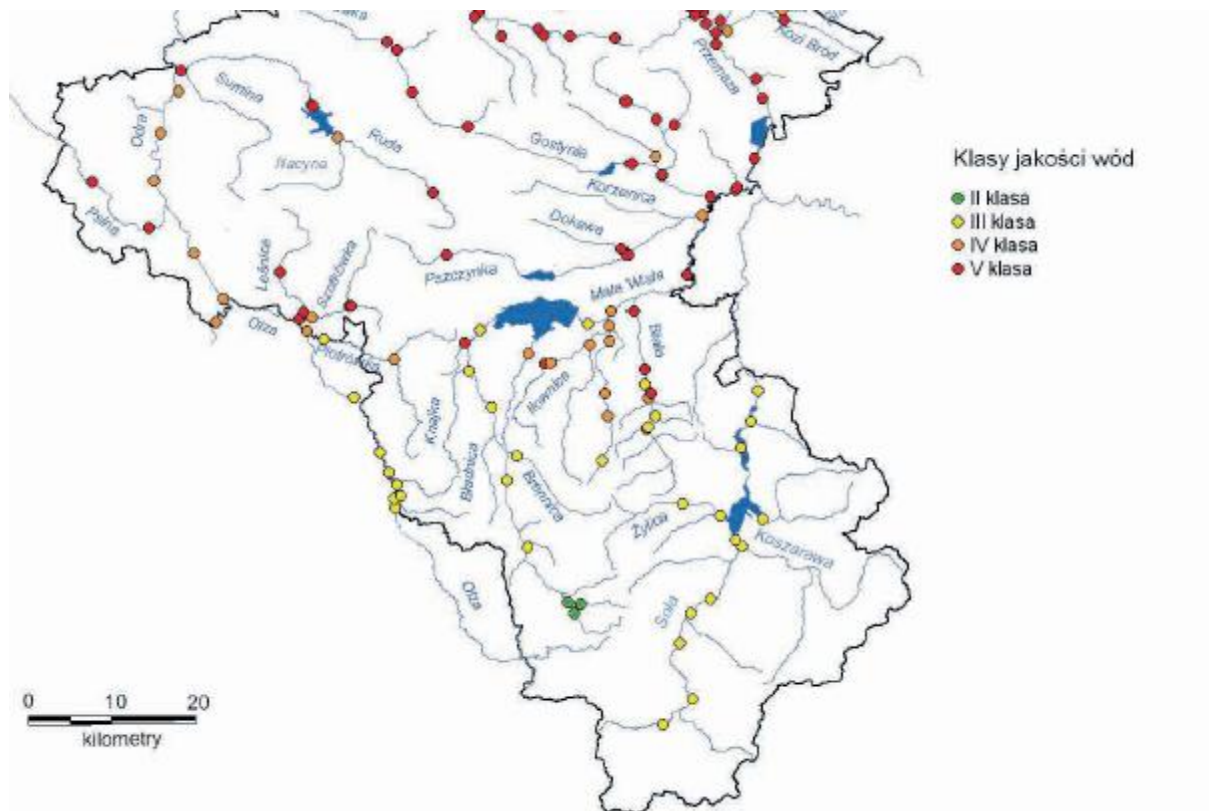 Kozi Bród
Przemsza
Sumina
Odra
Ruda
Nacyna
Gostynia
Korzenica
Dokawa
Psina
Leśnica
Szotkówka
Pszczynka
Mała Wisła
Olza
Piotrówka
Biała
Iłownica
Knajka
Bładnica
Brennica
Żylica
Koszarawa
Olza
Soła
Klasy jakości wód
II klasa
III klasa
IV klasa
V klasa
0 10 20
kilometry